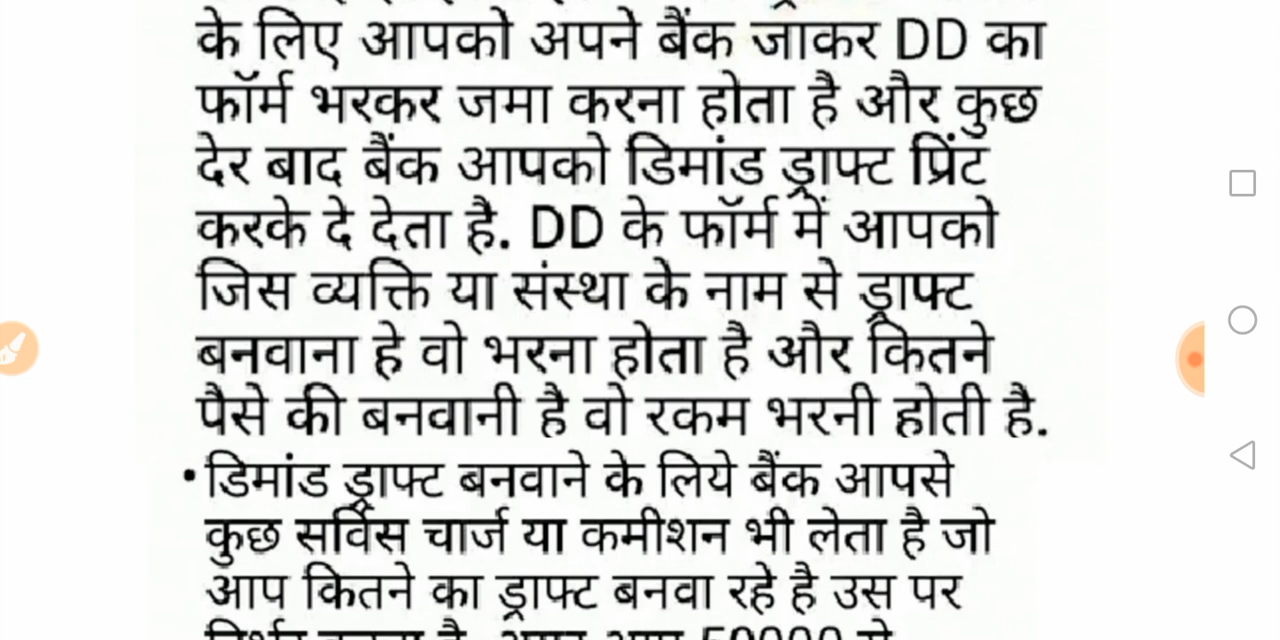 के लिए आपको अपने बैंक जाकर DD का
फॉर्म भरकर जमा करना होता है और कुछ
देर बाद बैंक आपको डिमांड ड्राफ्ट प्रिंट
करके दे देता है. DD के फॉर्म में आपको
जिस व्यक्ति या संस्था के नाम से ड्राफ्ट
बनवाना हे वो भरना होता है और कितने
पैसे की बनवानी है वो रकम भरनी होती है.
•डिमांड ड्राफ्ट बनवाने के लिये बैंक आपसे
कुछ सर्विस चार्ज या कमीशन भी लेता है जो
आप कितने का ड्राफ्ट बनवा रहे है उस पर